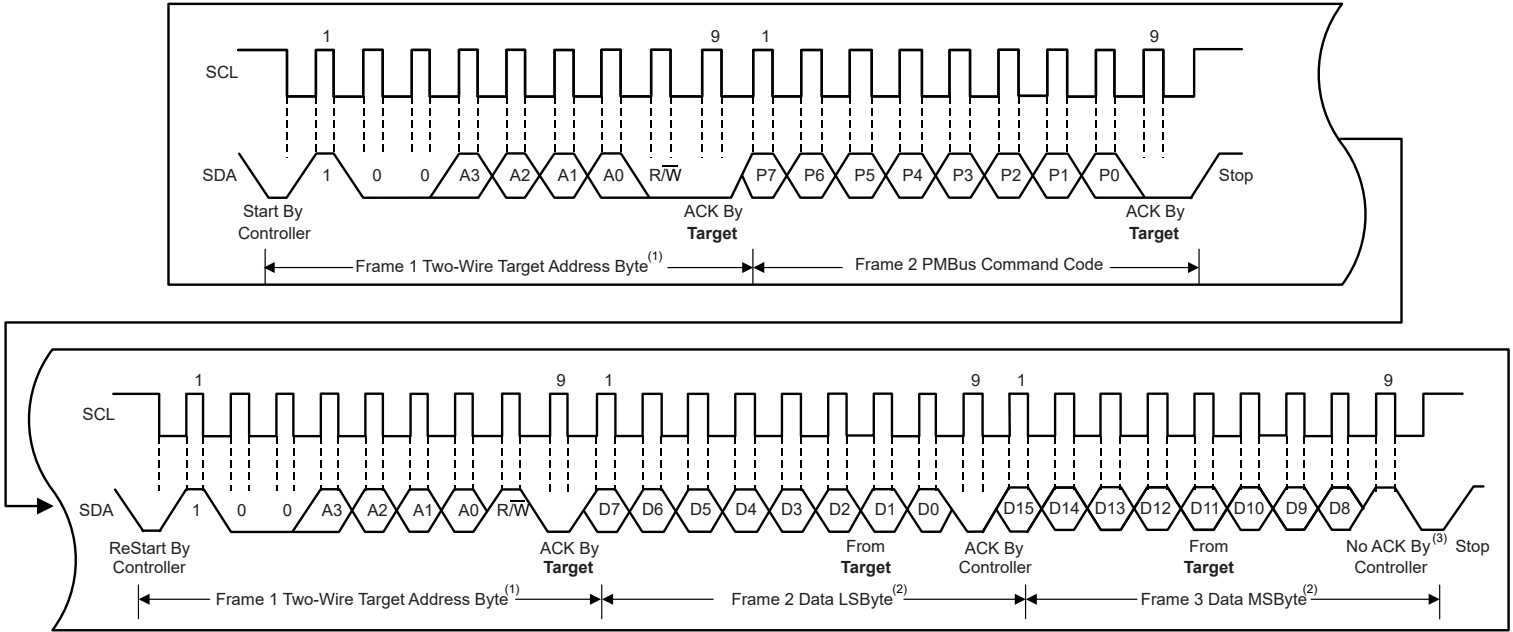 1 9 1 9
SCL
SDA 1 0 0 A3 A2 A1 A0 R/W̅ P7 P6 P5 P4 P3 P2 P1 P0 Stop
Start By ACK By ACK By
Controller Target Target
Frame 1 Two-Wire Target Address Byte(1) Frame 2 PMBus Command Code
1 9 1 9 1 9
SCL
SDA 1 0 0 A3 A2 A1 A0 R/W̅ D7 D6 D5 D4 D3 D2 D1 D0 D15 D14 D13 D12 D11 D10 D9 D8
ReStart By ACK By From ACK By From No ACK By(3) Stop
Controller Target Target Controller Target Controller
Frame 1 Two-Wire Target Address Byte(1) Frame 2 Data LSByte(2) Frame 3 Data MSByte(2)